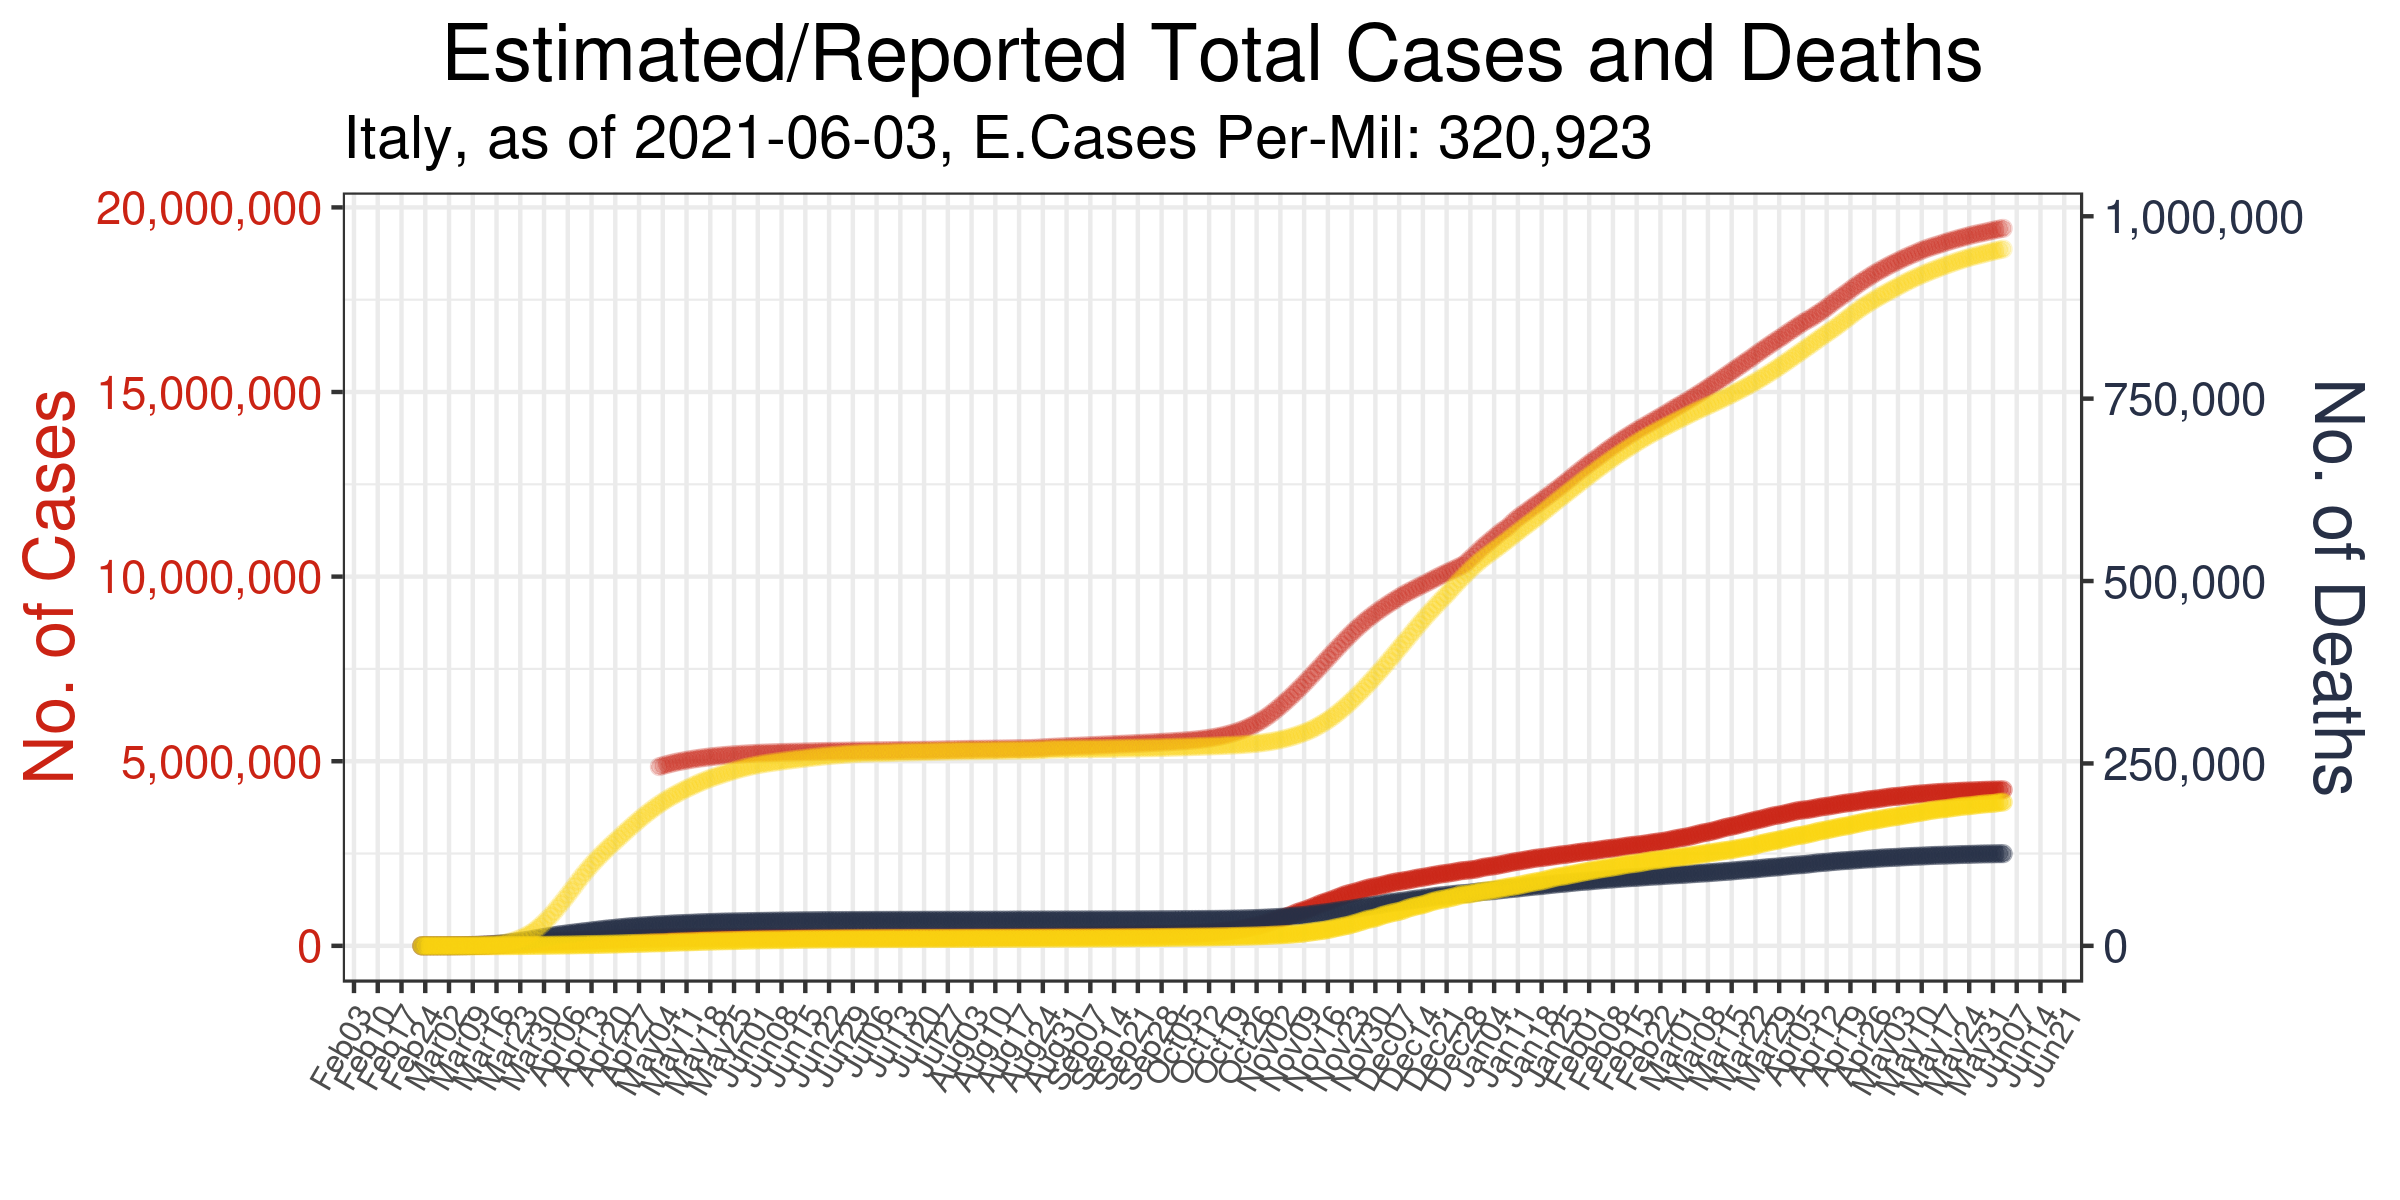 Estimated/Reported Total Cases and Deaths
Italy, as of 2021-06-03, E.Cases Per-Mil: 320,923
No. of Cases
20,000,000
15,000,000
10,000,000
5,000,000
0
1,000,000
750,000
500,000
250,000
0
No. of Deaths
Feb03
Feb10
Feb17
Feb24
Mar02
Mar09
Mar16
Mar23
Mar30
Apr06
Apr13
Apr20
Apr27
May04
May11
May18
May25
Jun01
Jun08
Jun15
Jun22
Jun29
Jul06
Jul13
Jul20
Jul27
Aug03
Aug10
Aug17
Aug24
Aug31
Sep07
Sep14
Sep21
Sep28
Oct05
Oct12
Oct19
Oct26
Nov02
Nov09
Nov16
Nov23
Nov30
Dec07
Dec14
Dec21
Dec28
Jan04
Jan11
Jan18
Jan25
Feb01
Feb08
Feb15
Feb22
Mar01
Mar08
Mar15
Mar22
Mar29
Apr05
Apr12
Apr19
Apr26
May03
May10
May17
May24
May31
Jun07
Jun14
Jun21